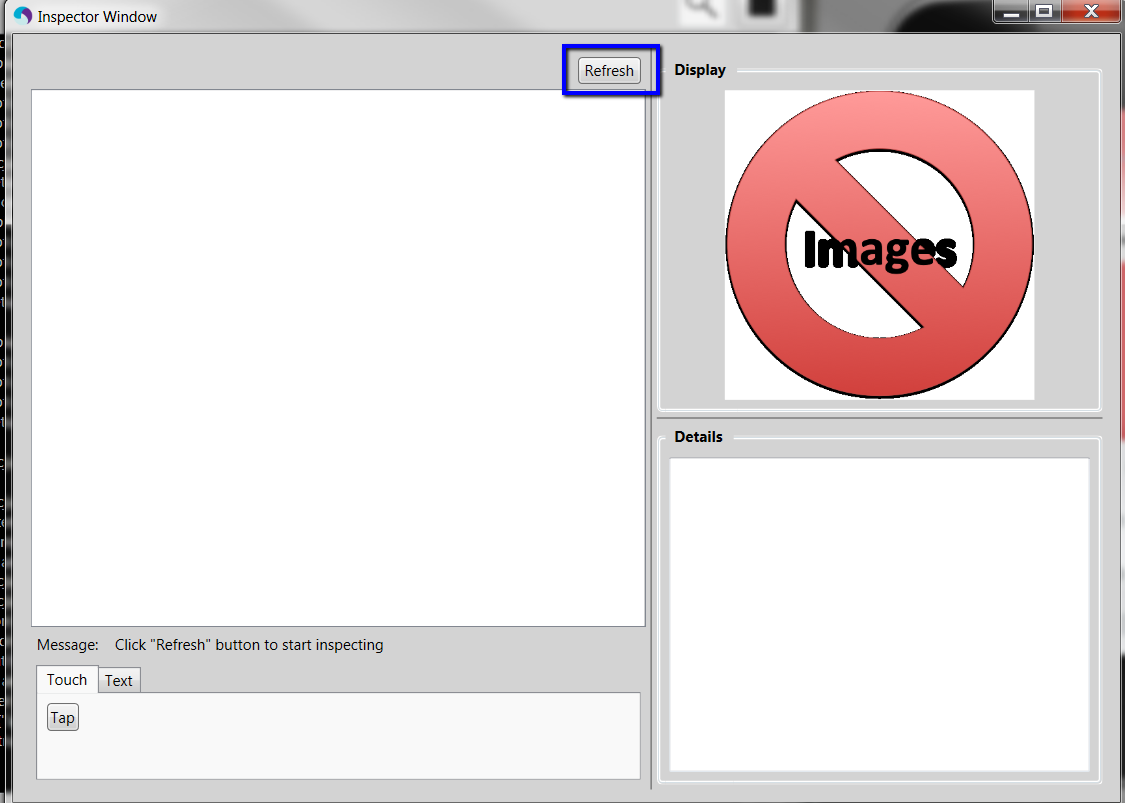 Inspector Window
Refresh
Display
Images
Details
Message: Click "Refresh" button to start inspecting
Touch
Text
Tap